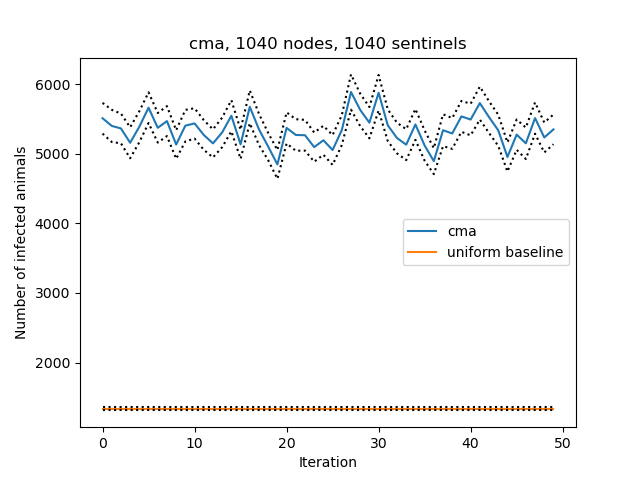 cma, 1040 nodes, 1040 sentinels
Number of infected animals
6000
5000
4000
3000
2000
cma
uniform baseline
0
10
20
30
40
50
Iteration